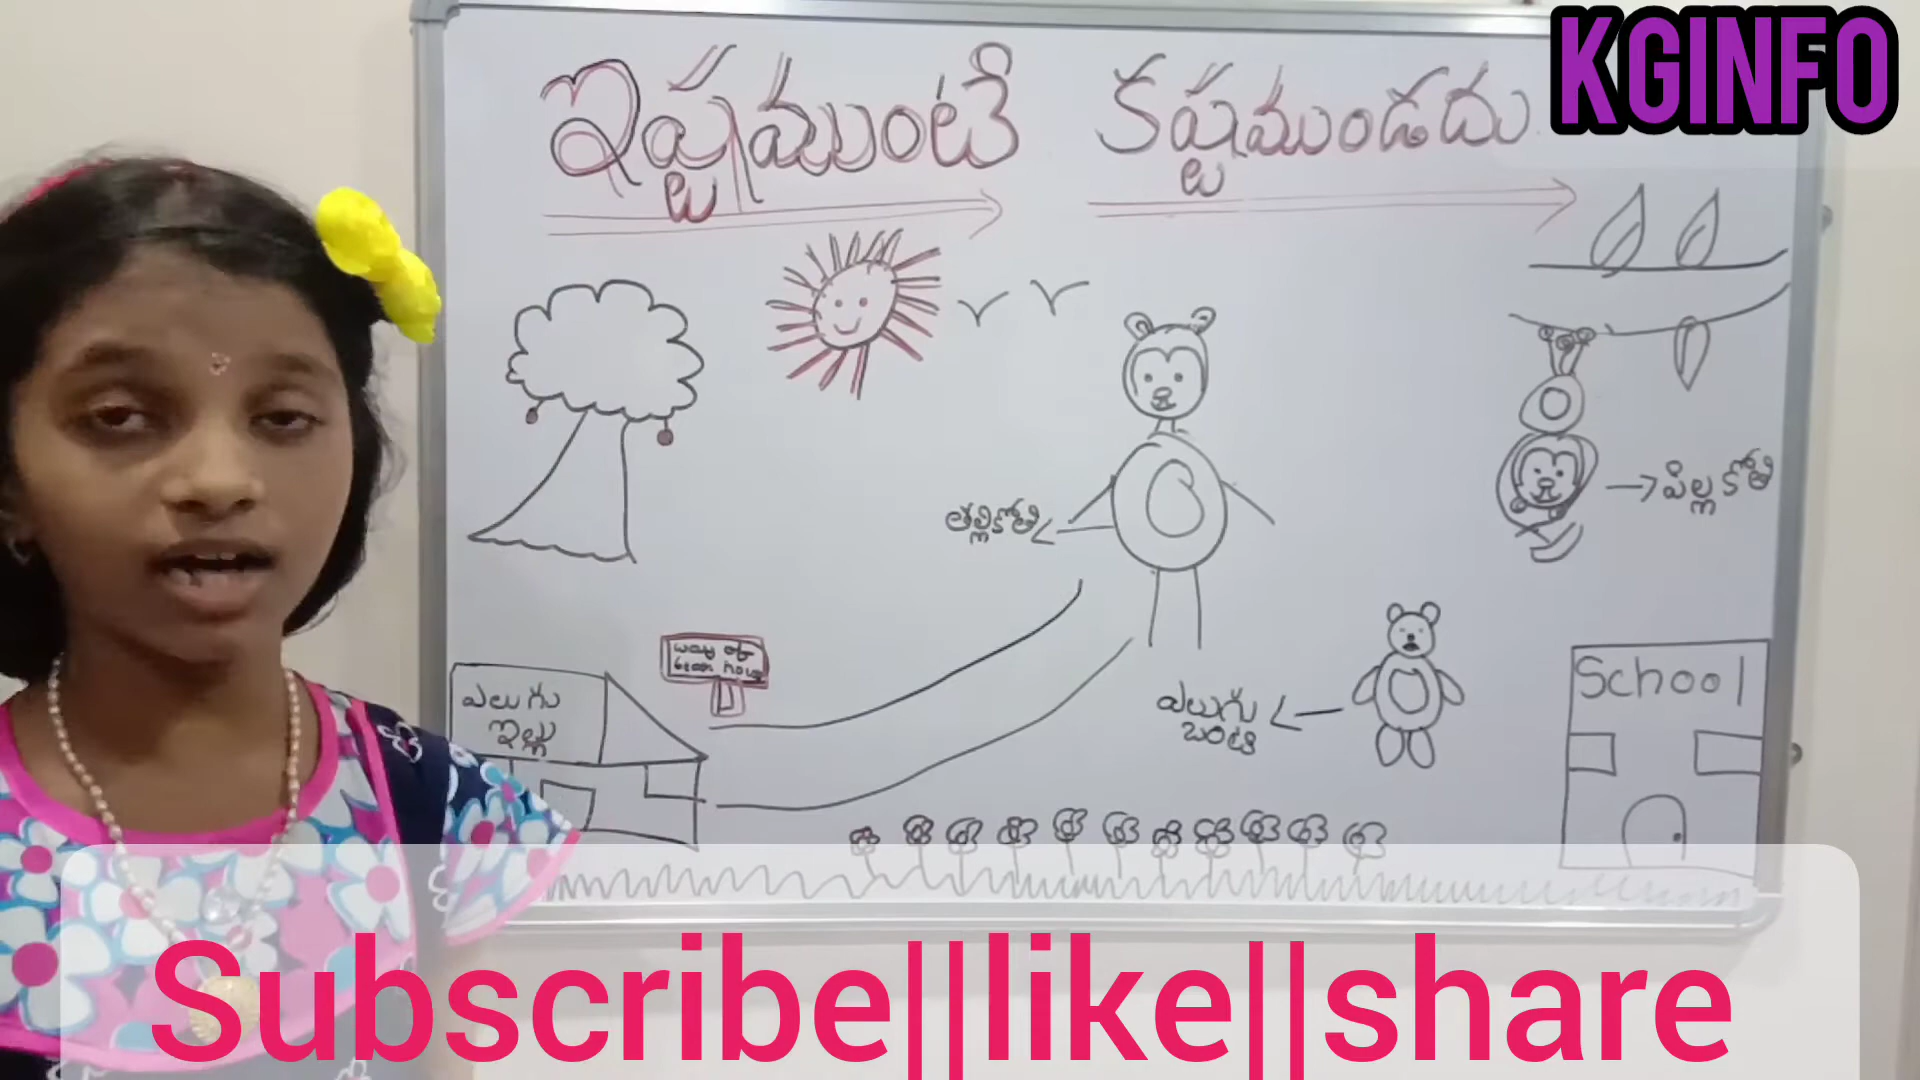 KGINFO
ఇష్టముంటే కష్టముండదు
తల్లికోతి
పిల్లకోతి
ఎలుగు
ఇల్లు
ఎలుగు
బంటి
School
Subscribe||like||share